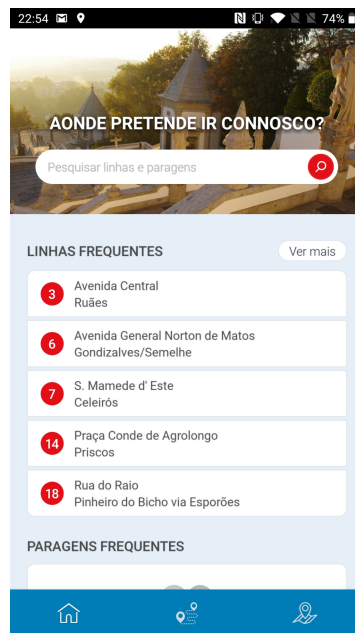 22:54
74%
AONDE PRETENDE IR CONNOSCO?
Pesquisar linhas e paragens
LINHAS FREQUENTES
Ver mais
3
Avenida Central
Ruães
6
Avenida General Norton de Matos
Gondizalves/Semelhe
7
S. Mamede d' Este
Celeirós
14
Praça Conde de Agrolongo
Priscos
18
Rua do Raio
Pinheiro do Bicho via Esporões
PARAGENS FREQUENTES